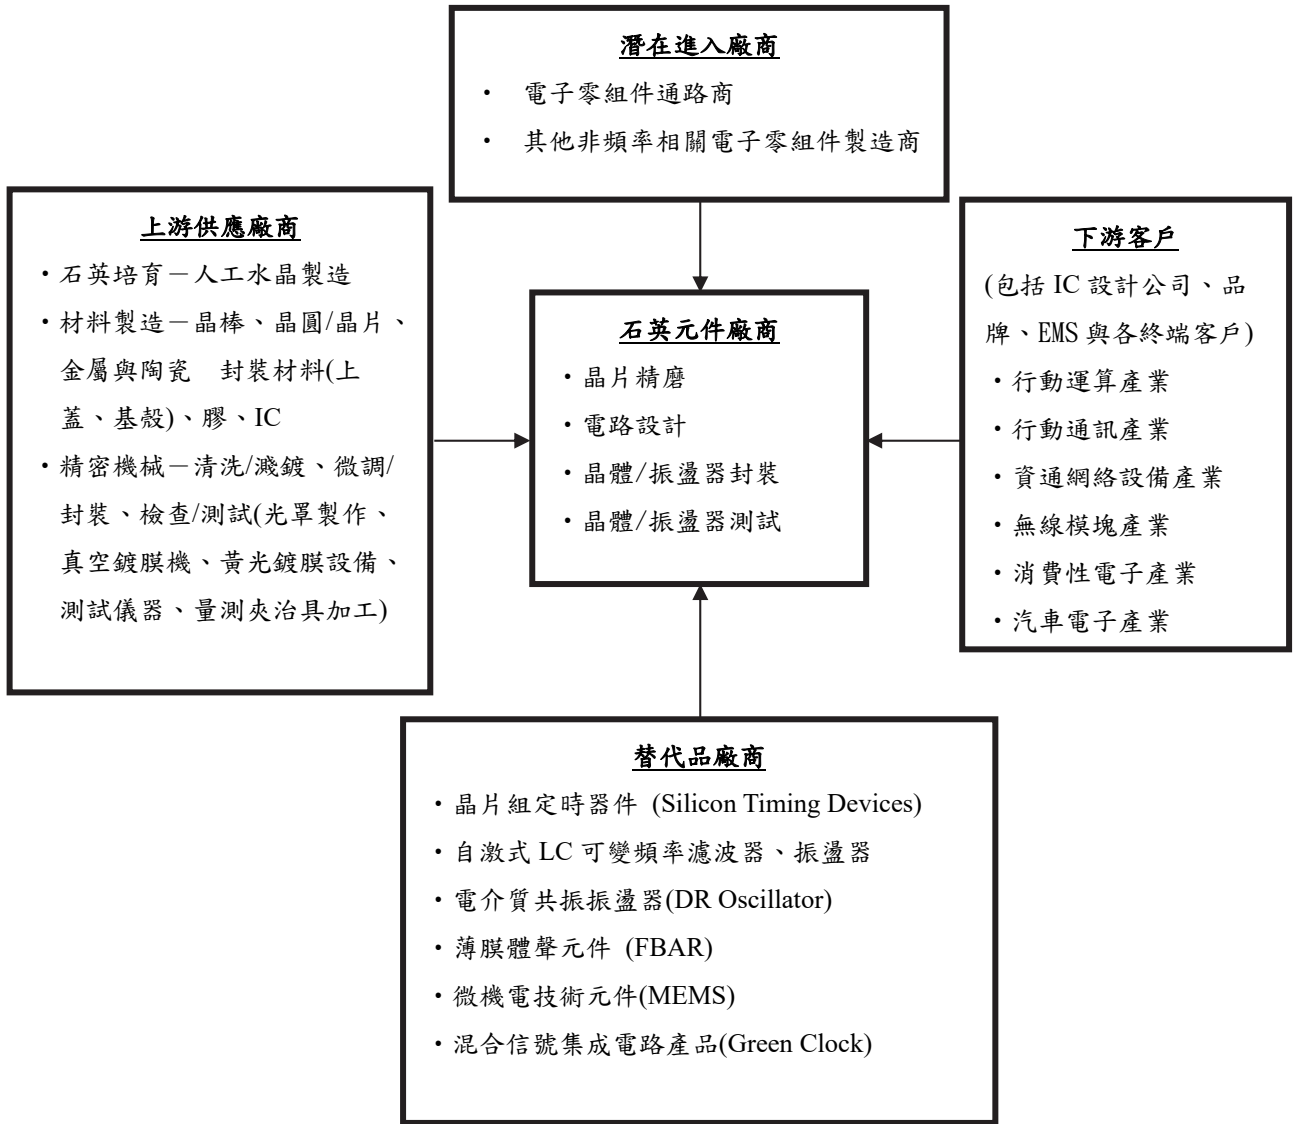 潛在進入廠商
・ 電子零組件通路商
・ 其他非頻率相關電子零組件製造商
上游供應廠商
・石英培育－人工水晶製造
・材料製造－晶棒、晶圓/晶片、
金屬與陶瓷　封裝材料(上
蓋、基殼)、膠、IC
・精密機械－清洗/濺鍍、微調/
封裝、檢查/測試(光罩製作、
真空鍍膜機、黃光鍍膜設備、
測試儀器、量測夾治具加工)
石英元件廠商
・晶片精磨
・電路設計
・晶體/振盪器封裝
・晶體/振盪器測試
下游客戶
(包括 IC 設計公司、品
牌、EMS 與各終端客戶)
・行動運算產業
・行動通訊產業
・資通網絡設備產業
・無線模塊產業
・消費性電子產業
・汽車電子產業
替代品廠商
・晶片組定時器件 (Silicon Timing Devices)
・自激式 LC 可變頻率濾波器、振盪器
・電介質共振振盪器(DR Oscillator)
・薄膜體聲元件 (FBAR)
・微機電技術元件(MEMS)
・混合信號集成電路產品(Green Clock)